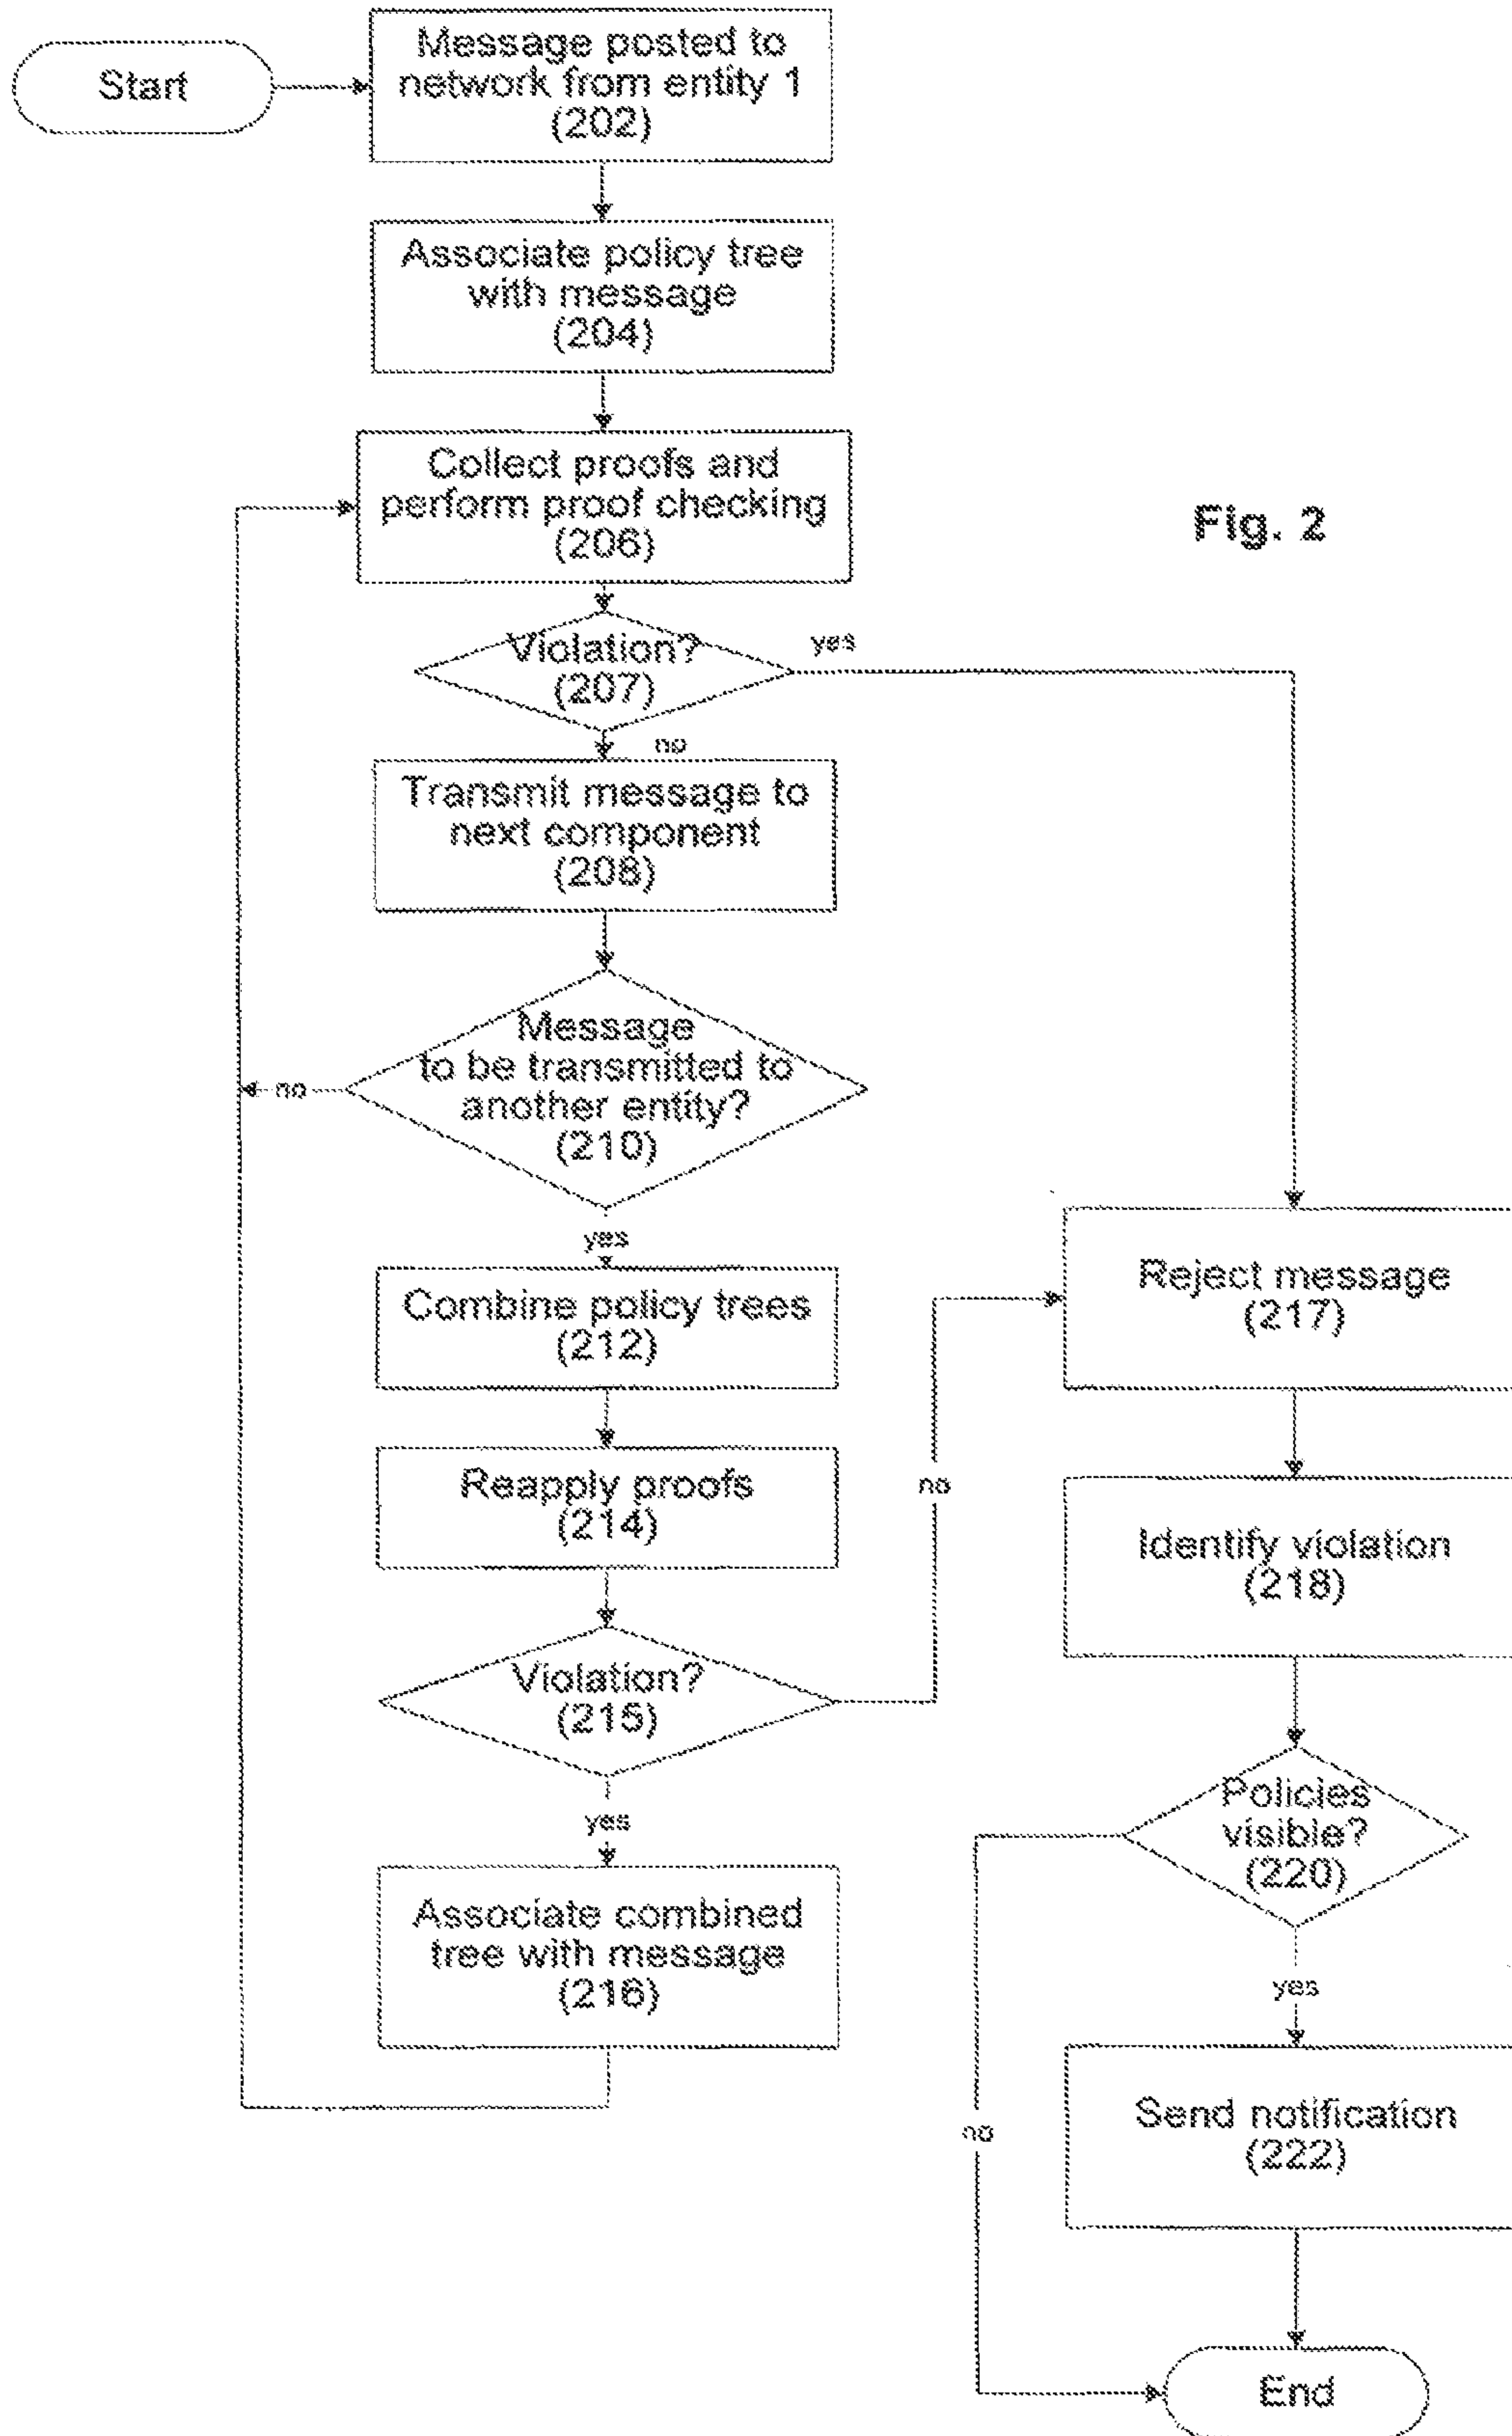 Start
Message posted to
network from entity 1
(202)
Associate policy tree
with message
(204)
Collect proofs and
perform proof checking
(206)
Fig. 2
Violation?
(207)
yes
no
Transmit message to
next component
(208)
Message
to be transmitted to
another entity?
(210)
no
yes
Combine policy trees
(212)
Reapply proofs
(214)
Violation?
(215)
no
yes
Associate combined
tree with message
(216)
Reject message
(217)
Identify violation
(218)
Policies
visible?
(220)
yes
no
Send notification
(222)
End